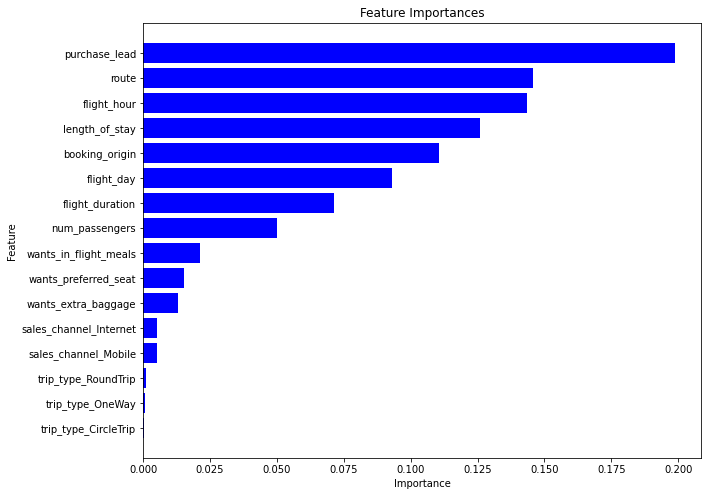 Feature Importances
Feature
purchase_lead
route
flight_hour
length_of_stay
booking_origin
flight_day
flight_duration
num_passengers
wants_in_flight_meals
wants_preferred_seat
wants_extra_baggage
sales_channel_Internet
sales_channel_Mobile
trip_type_RoundTrip
trip_type_OneWay
trip_type_CircleTrip
0.000 0.025 0.050 0.075 0.100 0.125 0.150 0.175 0.200
Importance